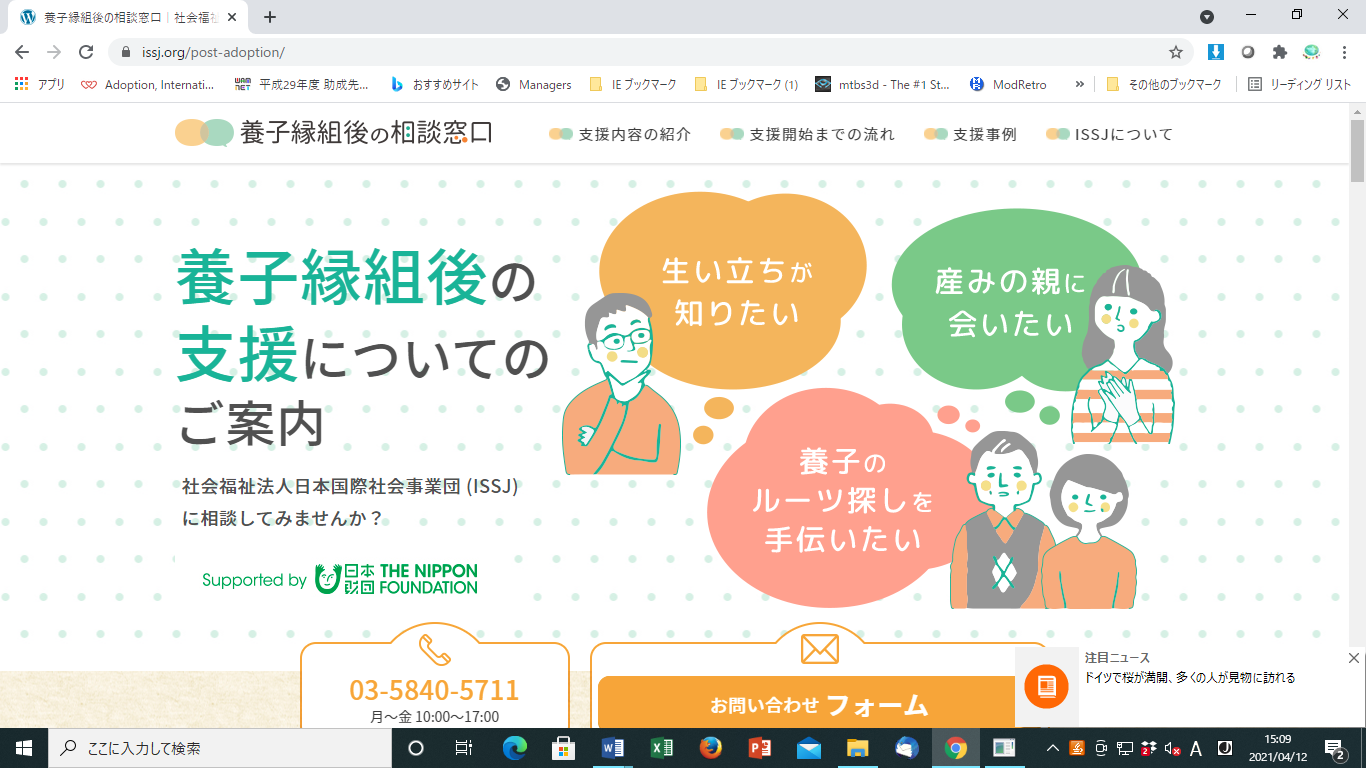 養子縁組後の相談窓口 | 社会福祉
issj.org/post-adoption/
アプリ
Adoption, Internati...
平成29年度 助成先...
おすすめサイト
Managers
IE ブックマーク
IE ブックマーク (1)
mtbs3d - The #1 St...
ModRetro
»
その他のブックマーク
リーディング リスト
養子縁組後の相談窓口
支援内容の紹介
支援開始までの流れ
支援事例
ISSJについて
養子縁組後の
支援についての
ご案内
社会福祉法人日本国際社会事業団 (ISSJ)
に相談してみませんか？
Supported by
日本
財団
THE NIPPON
FOUNDATION
生い立ちが
知りたい
産みの親に
会いたい
養子の
ルーツ探しを
手伝いたい
03-5840-5711
月～金 10:00～17:00
お問い合わせ フォーム
注目ニュース
ドイツで桜が満開、多くの人が見物に訪れる
ここに入力して検索
A
J
15:09
2021/04/12
2